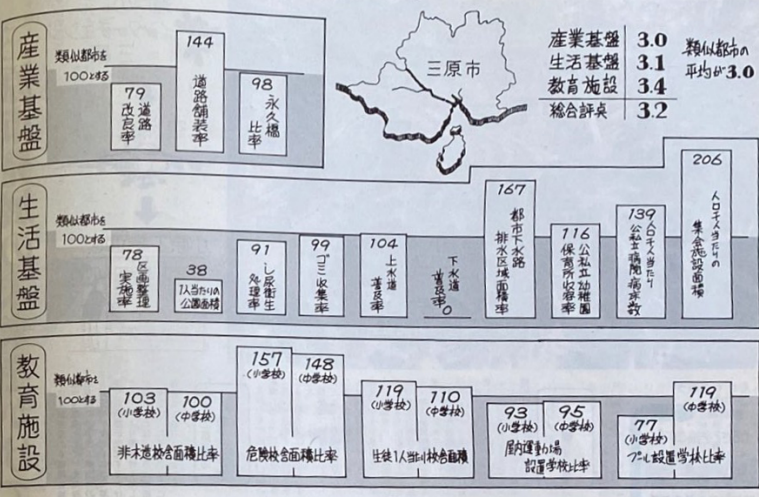 産業基盤
類似都市を
100とする
79
道路
改良率
144
道路舗装率
98
永久橋
比率
三原市
産業基盤 3.0
生活基盤 3.1
教育施設 3.4
総合評点 3.2
類似都市の
平均が3.0
生活基盤
類似都市を
100とする
78
区画整理
実施率
38
1人当たりの
公園面積
91
し尿衛生
処理率
99
ゴミ収集率
104
上水道
普及率
下水道
普及率0
167
都市下水路
排水区域面積率
116
公私立幼稚園
保育所収容率
139
人口千人当たり
公私立病院病床数
206
人口千人当たりの
集会施設面積
教育施設
類似都市を
100とする
103
(小学校)
100
(中学校)
非木造校舎面積比率
157
(小学校)
148
(中学校)
危険校舎面積比率
119
(小学校)
110
(中学校)
生徒1人当たり校舎面積
93
(小学校)
95
(中学校)
屋内運動場
設置学校比率
77
(小学校)
119
(中学校)
プール設置学校比率